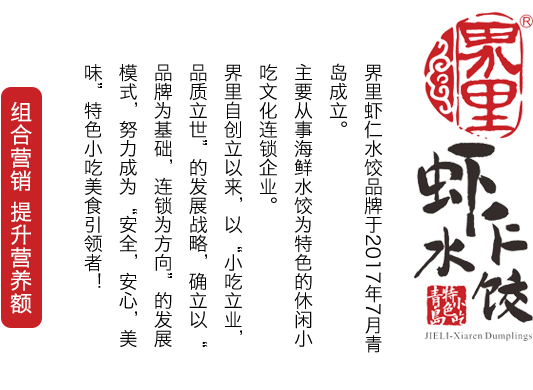 界里
®
虾仁水饺
青岛特色小吃
JIELI-Xiaren Dumplings
界里虾仁水饺品牌于2017年7月青
岛成立。
主要从事海鲜水饺为特色的休闲小
吃文化连锁企业。
界里自创立以来，以“小吃立业，
品质立世”的发展战略，确立以“
品牌为基础，连锁为方向”的发展
模式，努力成为“安全，安心，美
味”特色小吃美食引领者！
组合营销 提升营养额